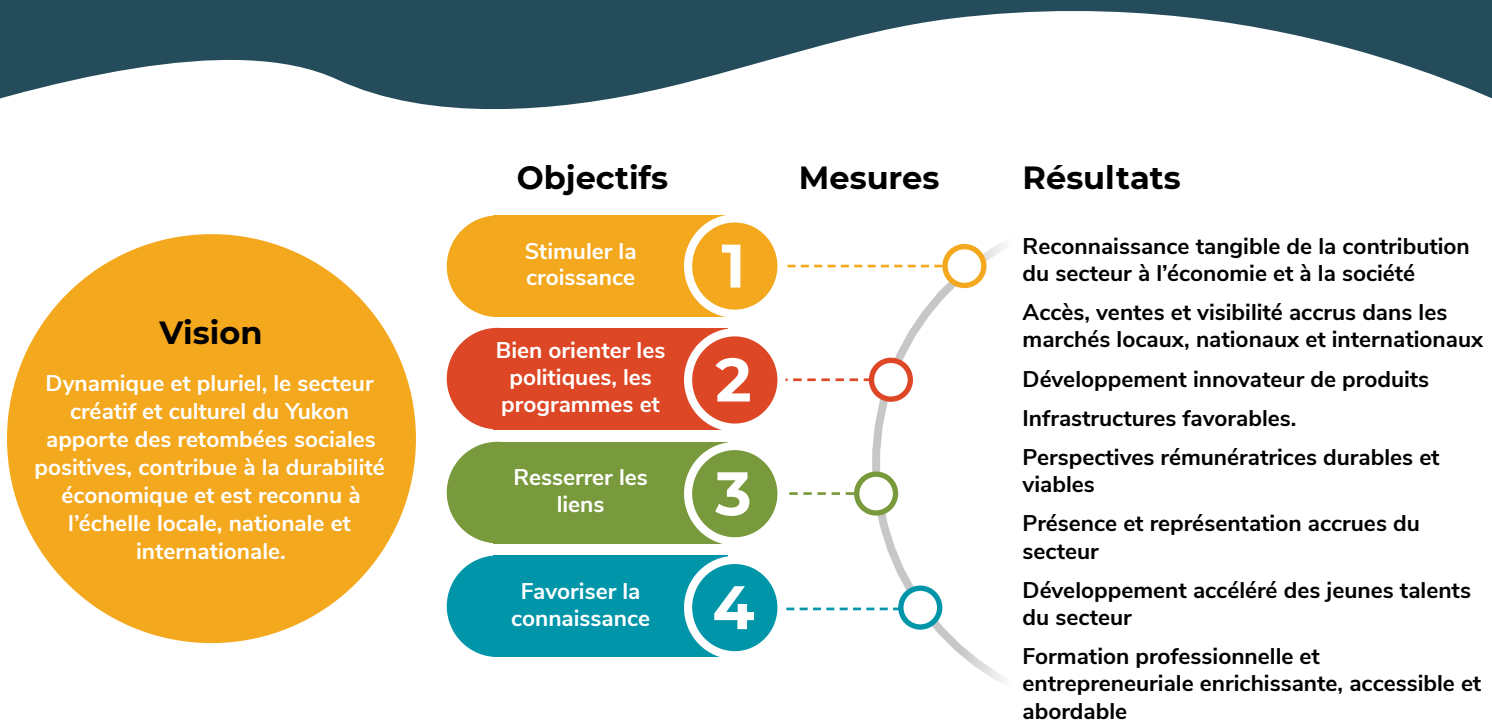 Vision
Dynamique et pluriel, le secteur
créatif et culturel du Yukon
apporte des retombées sociales
positives, contribue à la durabilité
économique et est reconnu à
l'échelle locale, nationale et
internationale.
Objectifs
Stimuler la
croissance
1
Bien orienter les
politiques, les
programmes et
2
Resserrer les
liens
3
Favoriser la
connaissance
4
Mesures
Résultats
Reconnaissance tangible de la contribution
du secteur à l'économie et à la société
Accès, ventes et visibilité accrus dans les
marchés locaux, nationaux et internationaux
Développement innovateur de produits
Infrastructures favorables.
Perspectives rémunératrices durables et
viables
Présence et représentation accrues du
secteur
Développement accéléré des jeunes talents
du secteur
Formation professionnelle et
entrepreneuriale enrichissante, accessible et
abordable